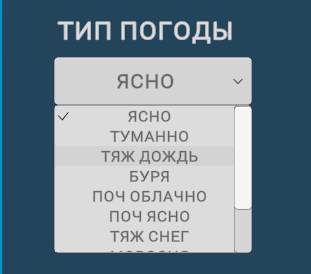 ТИП ПОГОДЫ
ЯСНО
ЯСНО
ТУМАННО
ТЯЖ ДОЖДЬ
БУРЯ
ПОЧ ОБЛАЧНО
ПОЧ ЯСНО
ТЯЖ СНЕГ